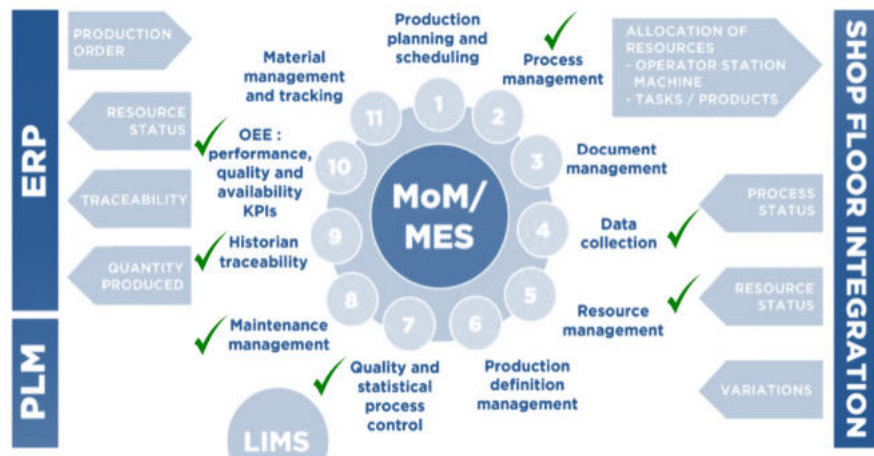 ERP
PLM
PRODUCTION
ORDER
RESOURCE
STATUS
TRACEABILITY
QUANTITY
PRODUCED
Material
management
and tracking
OEE :
performance,
quality and
availability
KPIs
Historian
traceability
Maintenance
management
Quality and
statistical
process
control
LIMS
Production
planning and
scheduling
Process
management
Document
management
Data
collection
Resource
management
Production
definition
management
1
2
3
4
5
6
7
8
9
10
11
MoM/
MES
ALLOCATION OF
RESOURCES
- OPERATOR STATION
MACHINE
- TASKS / PRODUCTS
PROCESS
STATUS
RESOURCE
STATUS
VARIATIONS
SHOP FLOOR INTEGRATION